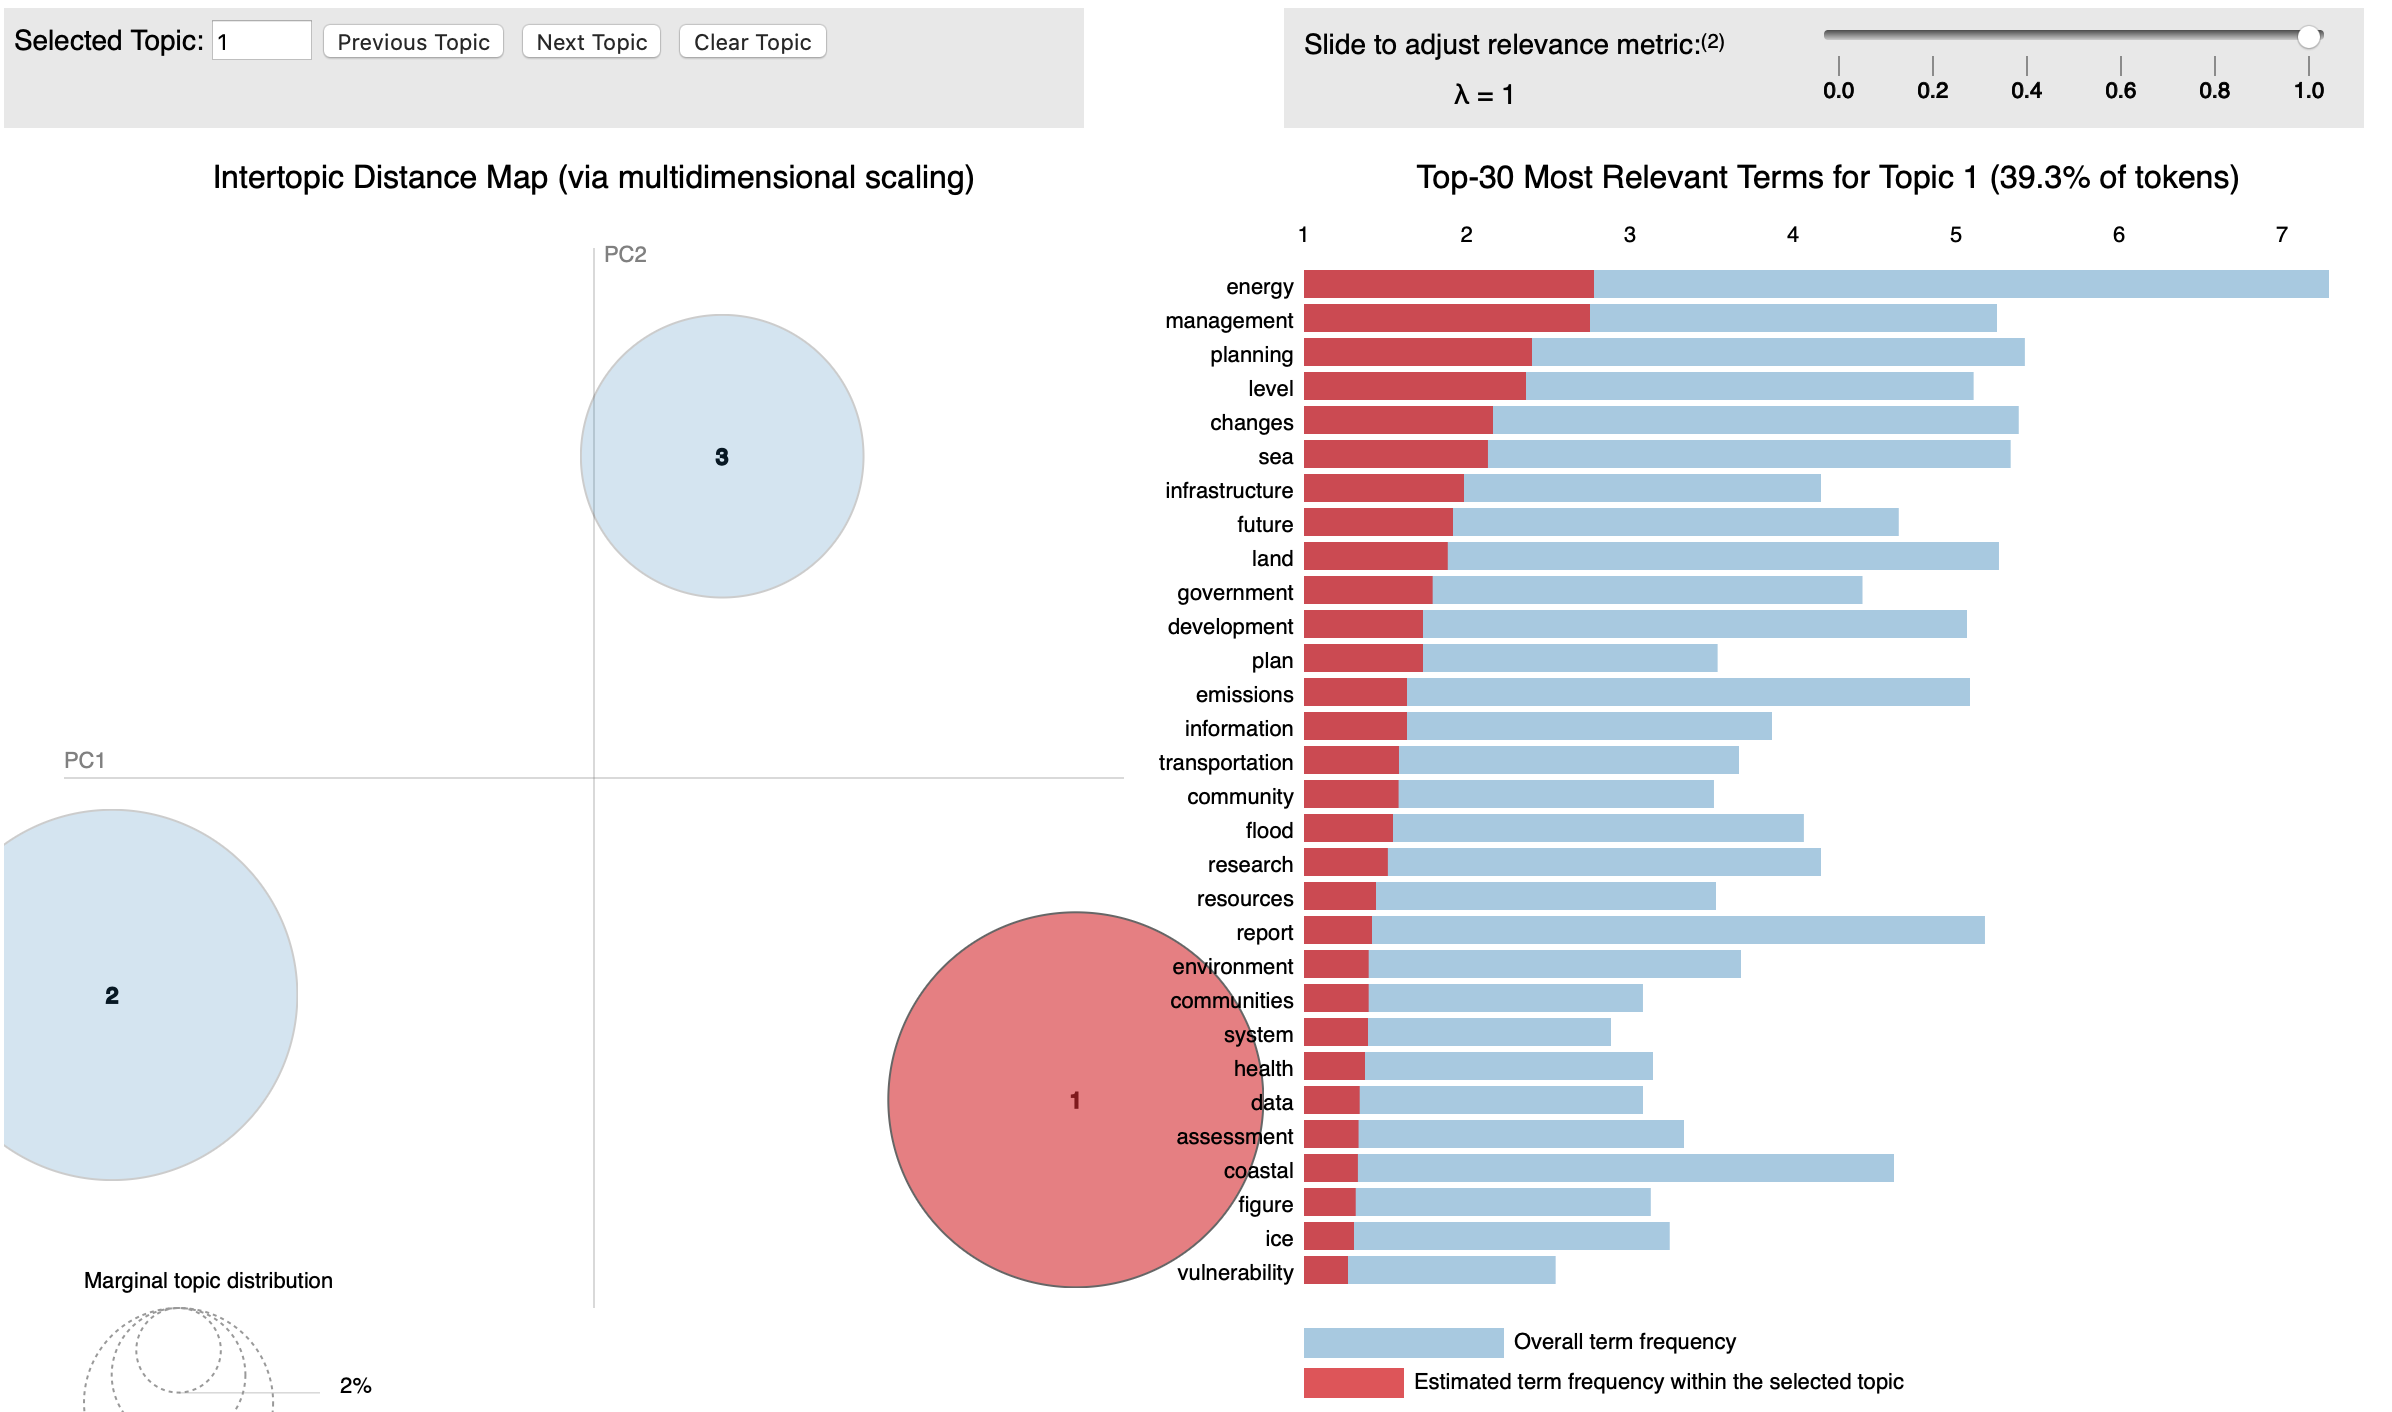 Selected Topic: 1 Previous Topic Next Topic Clear Topic
Slide to adjust relevance metric:(2)
λ = 1
0.0 0.2 0.4 0.6 0.8 1.0
Intertopic Distance Map (via multidimensional scaling)
PC2
3
PC1
2
1
Marginal topic distribution
2%
Top-30 Most Relevant Terms for Topic 1 (39.3% of tokens)
1 2 3 4 5 6 7
energy
management
planning
level
changes
sea
infrastructure
future
land
government
development
plan
emissions
information
transportation
community
flood
research
resources
report
environment
communities
system
health
data
assessment
coastal
figure
ice
vulnerability
Overall term frequency
Estimated term frequency within the selected topic